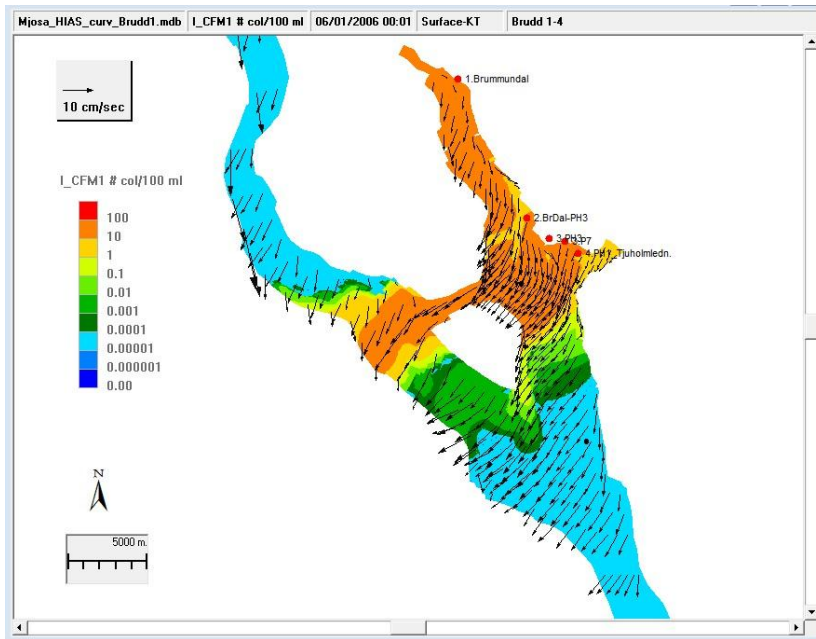 Mjosa_HIAS_curv_Brudd1.mdb I_CFM1 # col/100 ml 06/01/2006 00:01 Surface-KT Brudd 1-4
10 cm/sec
1.Brummundal
I_CFM1 # col/100 ml
100
10
1
0.1
0.01
0.001
0.0001
0.00001
0.000001
0.00
2.BrDal-PH3
3.PH3
P7
4.PH1_Tjuholmledn.
N
5000 m.